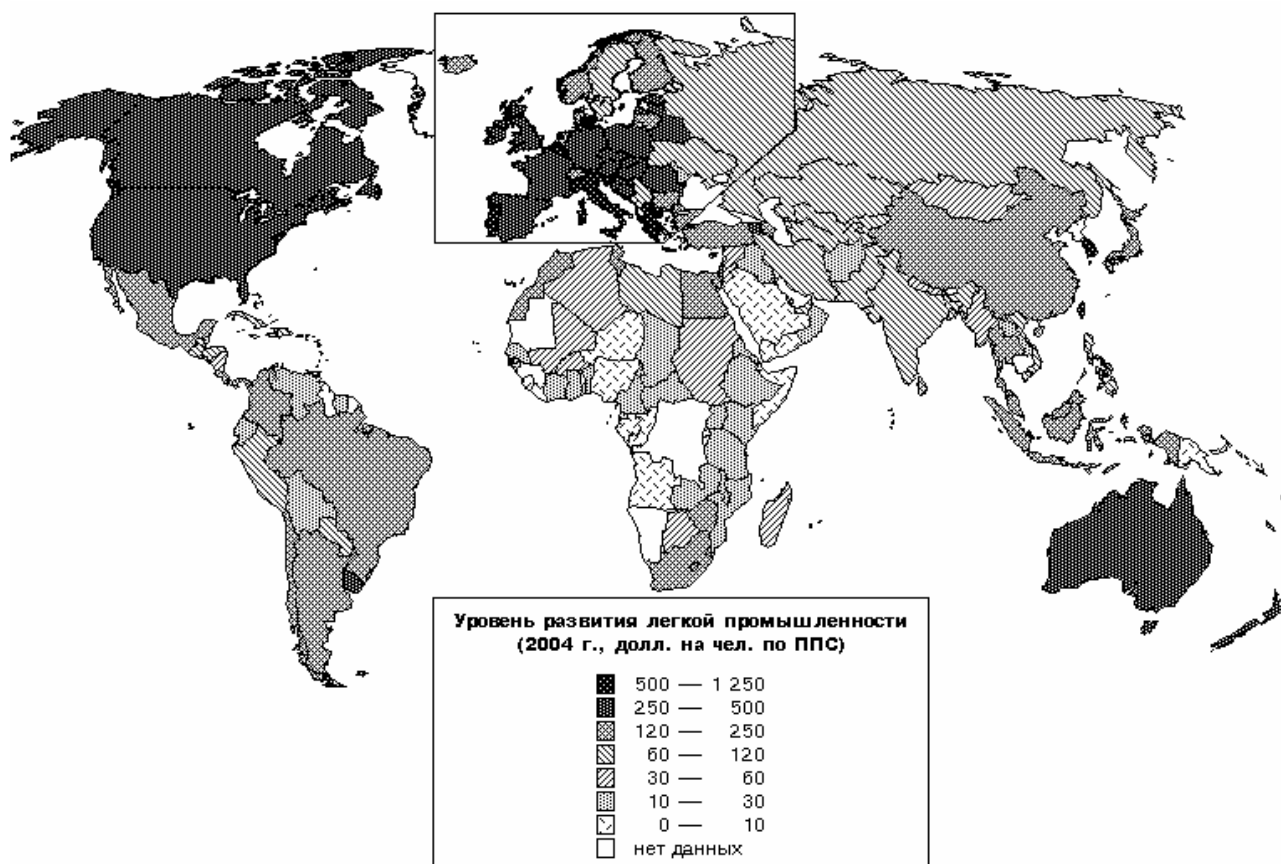 Уровень развития легкой промышленности
(2004 г., долл. на чел. по ППС)
500 — 1 250
250 — 500
120 — 250
60 — 120
30 — 60
10 — 30
0 — 10
нет данных